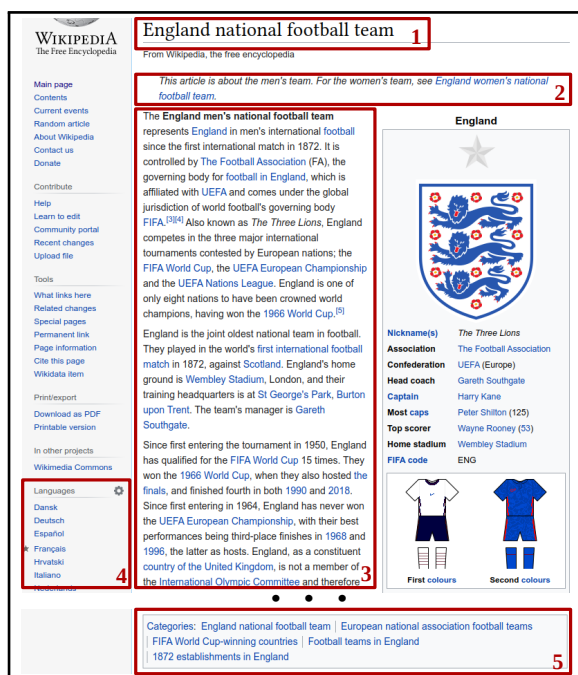 WIKIPEDIA
The Free Encyclopedia
Main page
Contents
Current events
Random article
About Wikipedia
Contact us
Donate
Contribute
Help
Learn to edit
Community portal
Recent changes
Upload file
Tools
What links here
Related changes
Special pages
Permanent link
Page information
Cite this page
Wikidata item
Print/export
Download as PDF
Printable version
In other projects
Wikimedia Commons
Languages
Dansk
Deutsch
Español
Français
Hrvatski
Italiano
Nederlands
4
England national football team
1
From Wikipedia, the free encyclopedia
This article is about the men's team. For the women's team, see England women's national
football team.
2
The England men's national football team
represents England in men's international football
since the first international match in 1872. It is
controlled by The Football Association (FA), the
governing body for football in England, which is
affiliated with UEFA and comes under the global
jurisdiction of world football's governing body
FIFA.[3][4] Also known as The Three Lions, England
competes in the three major international
tournaments contested by European nations; the
FIFA World Cup, the UEFA European Championship
and the UEFA Nations League. England is one of
only eight nations to have been crowned world
champions, having won the 1966 World Cup.[5]
England is the joint oldest national team in football.
They played in the world's first international football
match in 1872, against Scotland. England's home
ground is Wembley Stadium, London, and their
training headquarters is at St George's Park, Burton
upon Trent. The team's manager is Gareth
Southgate.
Since first entering the tournament in 1950, England
has qualified for the FIFA World Cup 15 times. They
won the 1966 World Cup, when they also hosted the
finals, and finished fourth in both 1990 and 2018.
Since first entering in 1964, England has never won
the UEFA European Championship, with their best
performances being third-place finishes in 1968 and
1996, the latter as hosts. England, as a constituent
country of the United Kingdom, is not a member of
the International Olympic Committee and therefore
3
England
Nickname(s) The Three Lions
Association The Football Association
Confederation UEFA (Europe)
Head coach Gareth Southgate
Captain Harry Kane
Most caps Peter Shilton (125)
Top scorer Wayne Rooney (53)
Home stadium Wembley Stadium
FIFA code ENG
First colours Second colours
Categories: England national football team | European national association football teams
| FIFA World Cup-winning countries | Football teams in England
| 1872 establishments in England
5